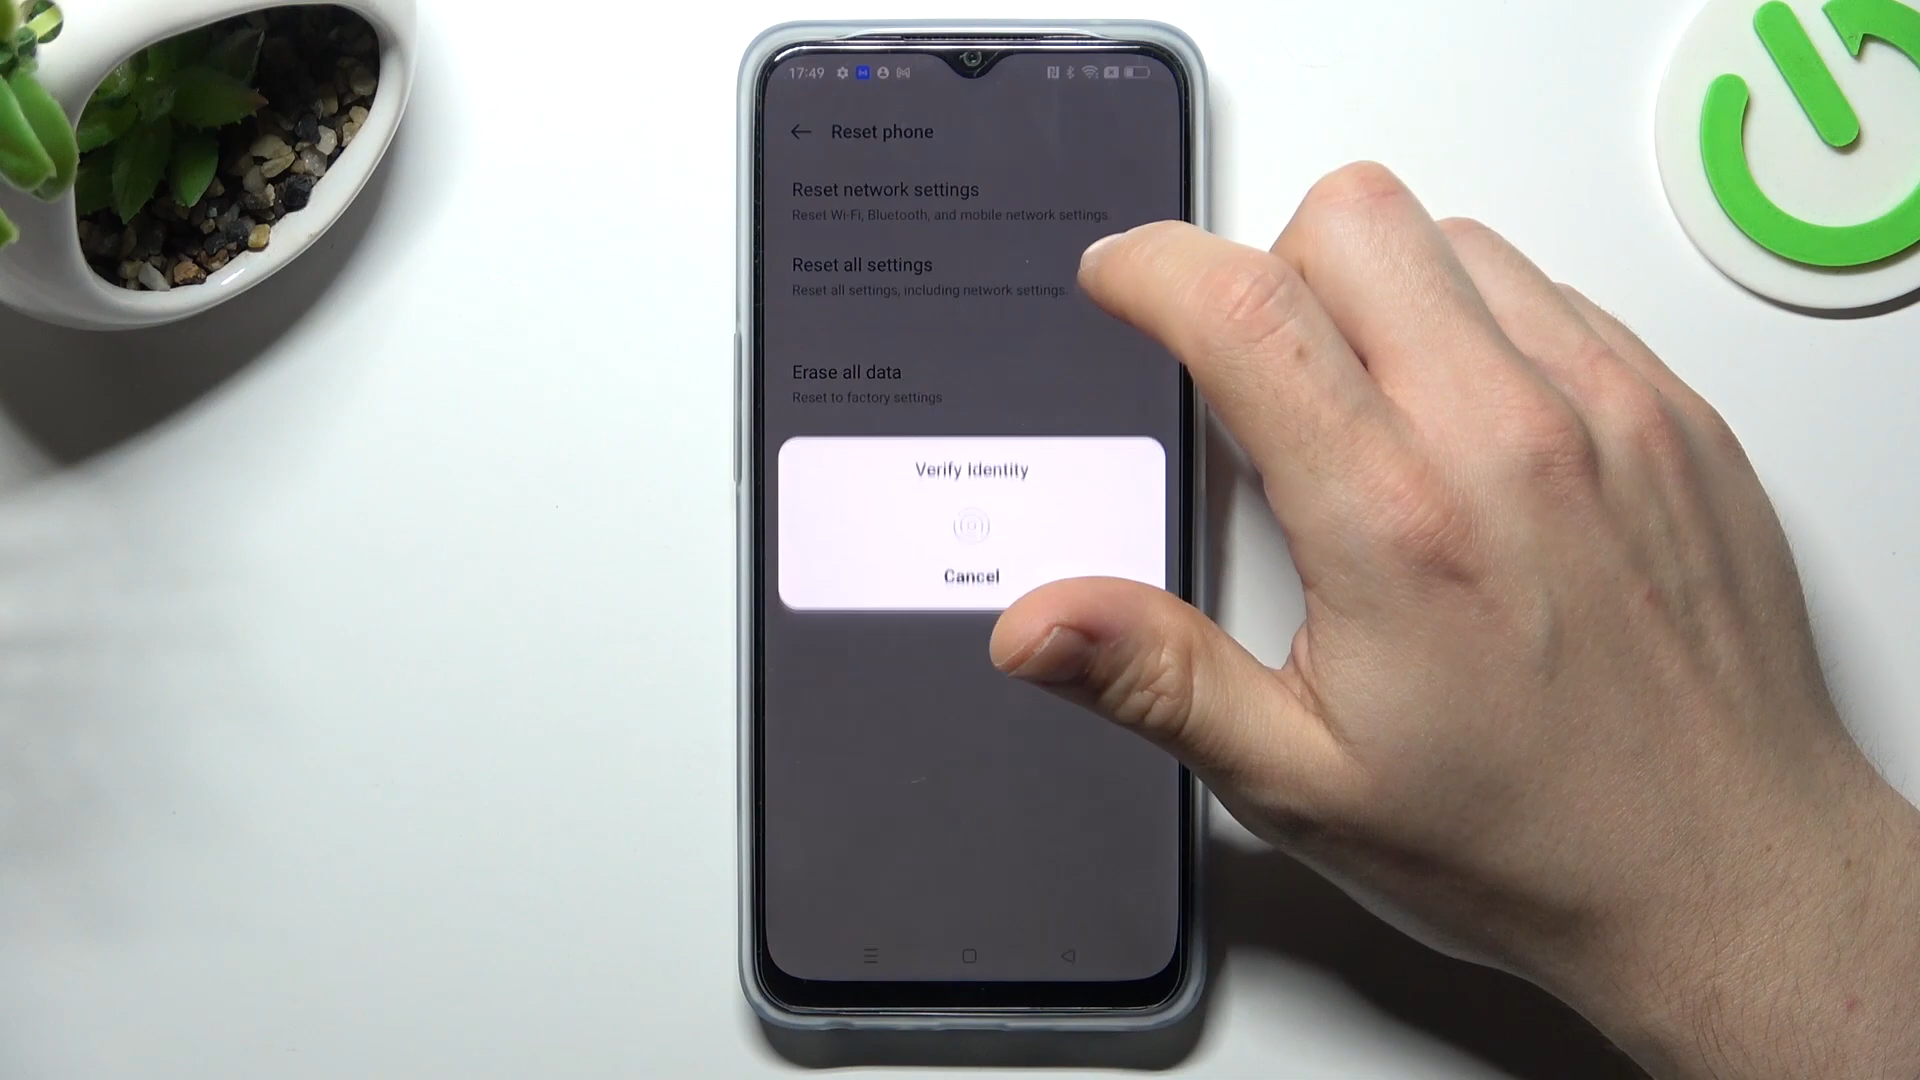 17:49
Reset phone
Reset network settings
Reset Wi-Fi, Bluetooth, and mobile network settings.
Reset all settings
Reset all settings, including network settings.
Erase all data
Reset to factory settings
Verify Identity
Cancel